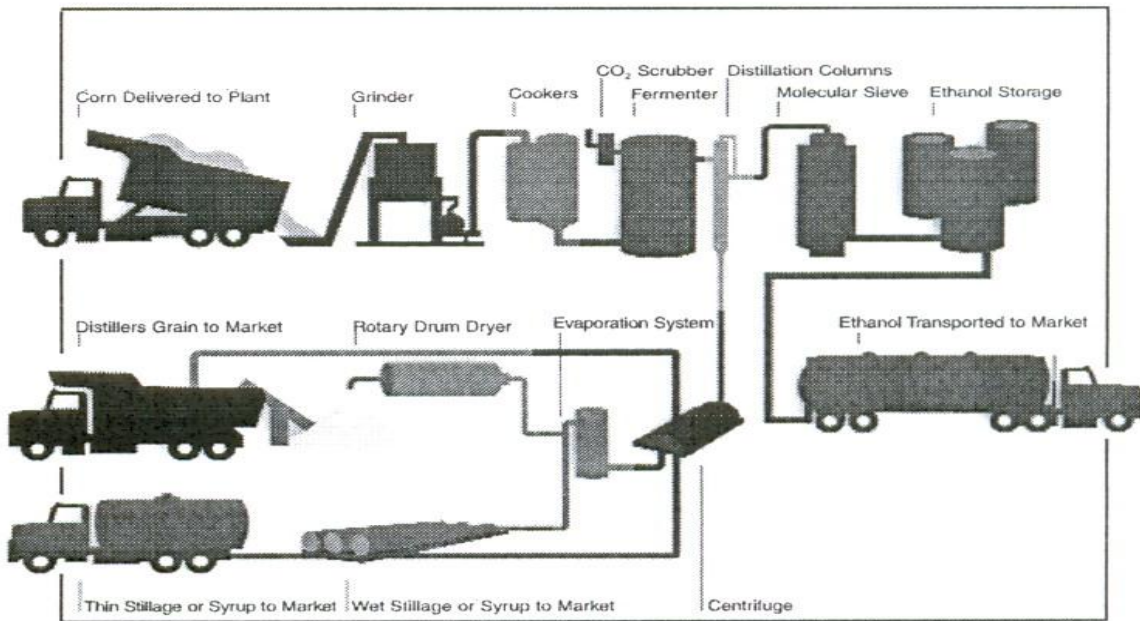 CO₂ Scrubber
Distillation Columns
Corn Delivered to Plant
Grinder
Cookers
Fermenter
Molecular Sieve
Ethanol Storage
Distillers Grain to Market
Rotary Drum Dryer
Evaporation System
Ethanol Transported to Market
Thin Stillage or Syrup to Market
Wet Stillage or Syrup to Market
Centrifuge